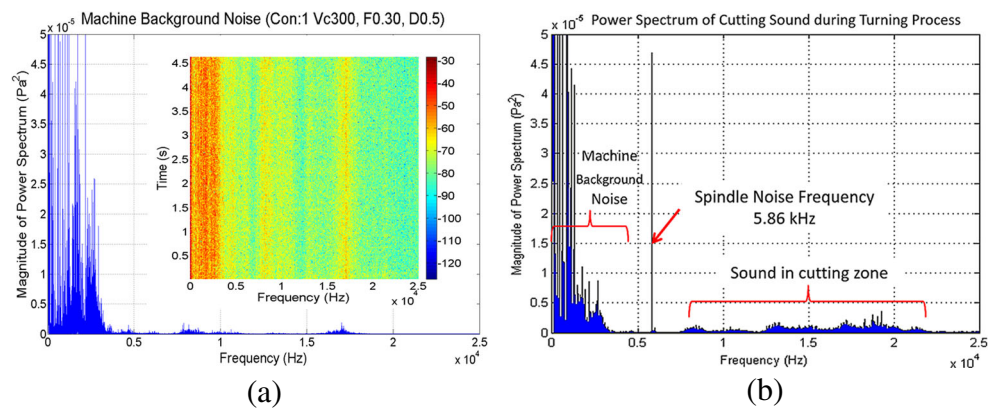 Machine Background Noise (Con:1 Vc300, F0.30, D0.5)
x 10^-5
Magnitude of Power Spectrum (Pa^2)
5
4.5
4
3.5
3
2.5
2
1.5
1
0.5
0
0
0.5
1
1.5
2
2.5
x 10^4
Frequency (Hz)
Time (s)
4.5
4
3.5
3
2.5
2
1.5
1
0.5
0
0.5
1
1.5
2
2.5
x 10^4
Frequency (Hz)
-30
-40
-50
-60
-70
-80
-90
-100
-110
-120
(a)
x 10^-5
Power Spectrum of Cutting Sound during Turning Process
Magnitude of Power Spectrum (Pa^2)
5
4.5
4
3.5
3
2.5
2
1.5
1
0.5
0
Machine
Background
Noise
Spindle Noise Frequency
5.86 kHz
Sound in cutting zone
0
0.5
1
1.5
2
2.5
x 10^4
Frequency (Hz)
(b)